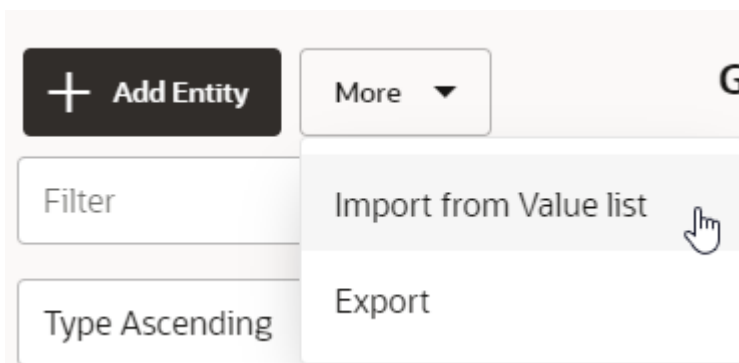 Add Entity
More
G
Filter
Import from Value list
Export
Type Ascending